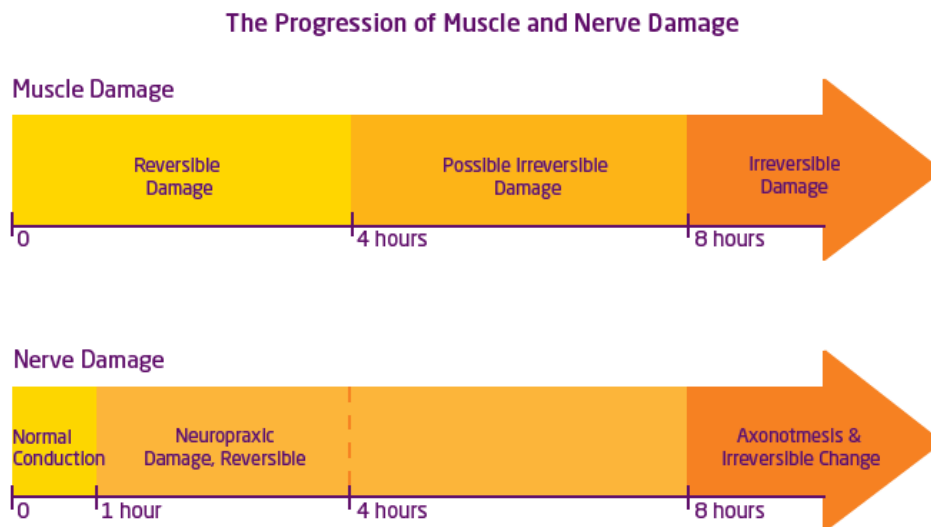 The Progression of Muscle and Nerve Damage
Muscle Damage
Reversible
Damage
Possible Irreversible
Damage
Irreversible
Damage
0
4 hours
8 hours
Nerve Damage
Normal
Conduction
Neuropraxic
Damage, Reversible
Axonotmesis &
Irreversible Change
0
1 hour
4 hours
8 hours